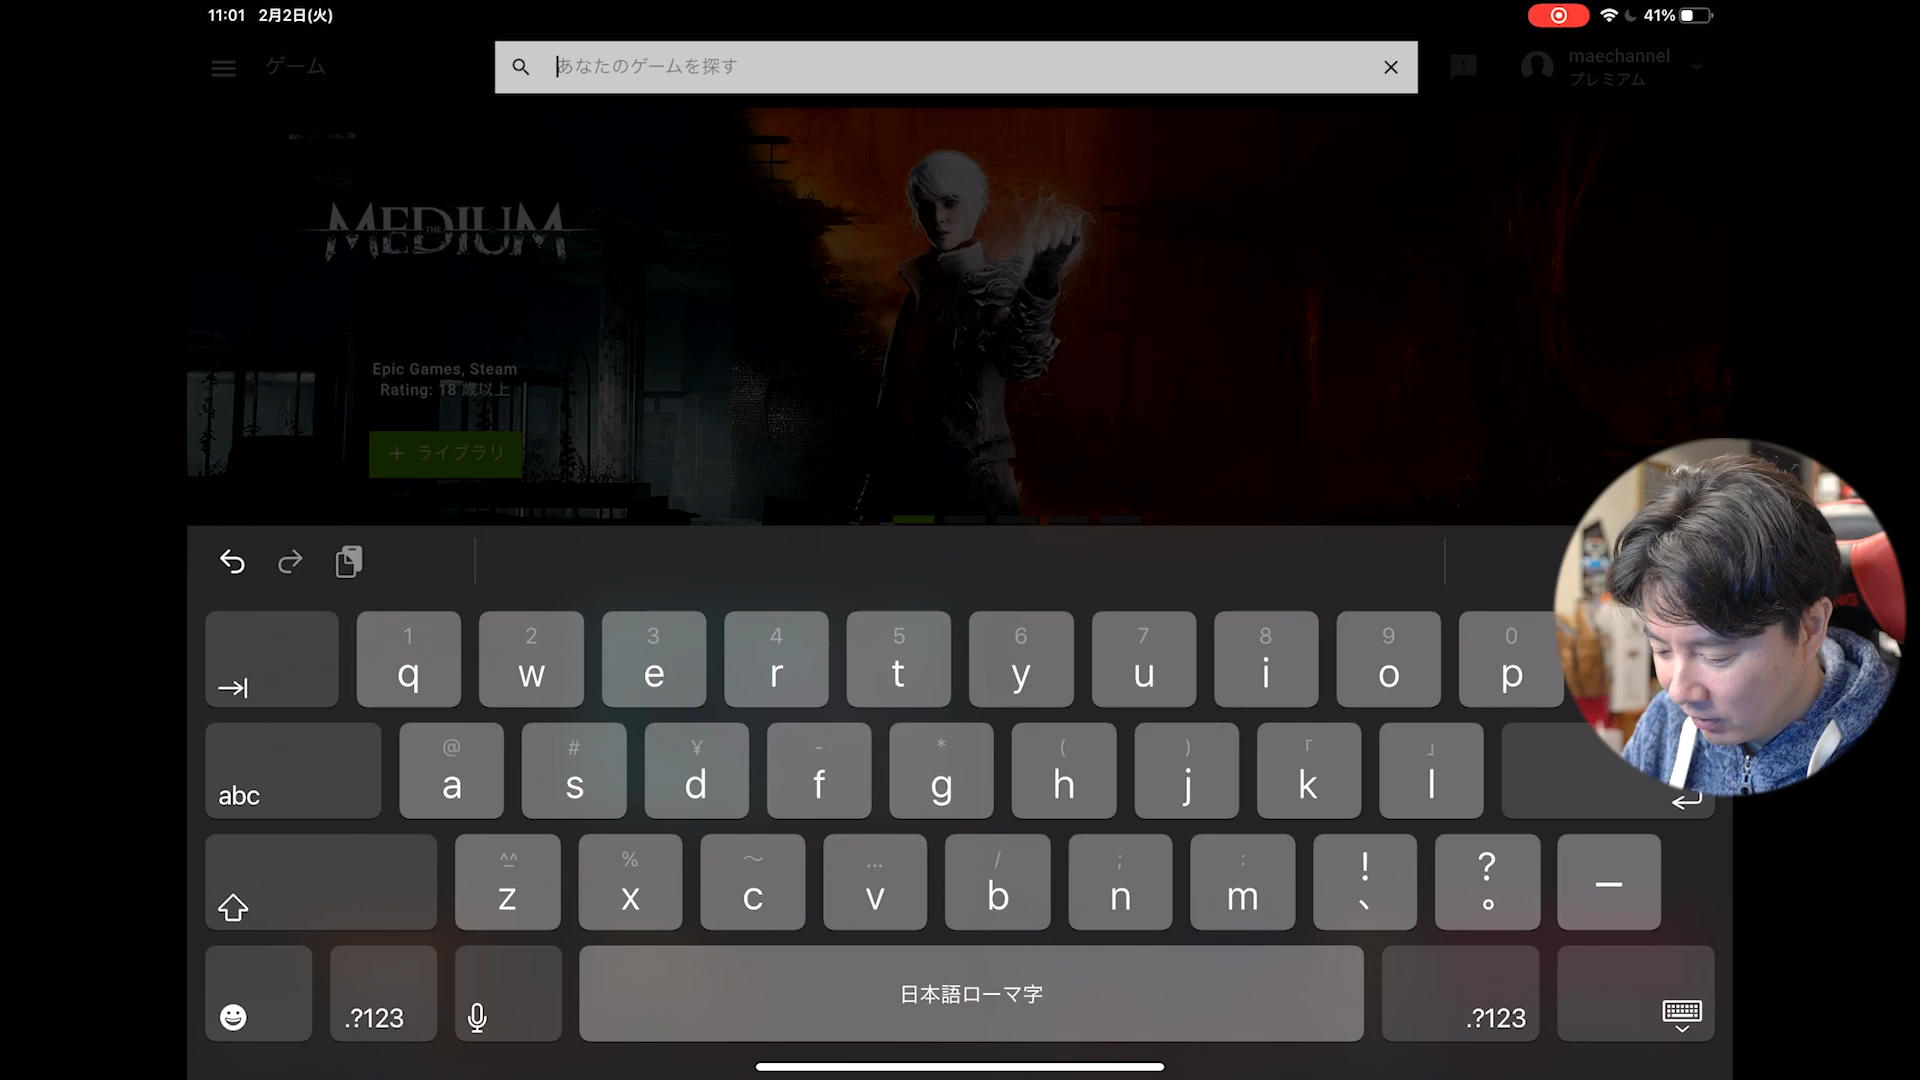 11:01 2月2日(火)
41%
ゲーム
あなたのゲームを探す
maechannel
プレミアム
THE MEDIUM
Epic Games, Steam
Rating: 18 歳以上
+ ライブラリ
1 2 3 4 5 6 7 8 9 0
q w e r t y u i o p
@ # ¥ - * ( ) 「 」
abc a s d f g h j k l
^^ % 〜 … / ; : ! ?
z x c v b n m 、 。 ー
.?123 日本語ローマ字 .?123